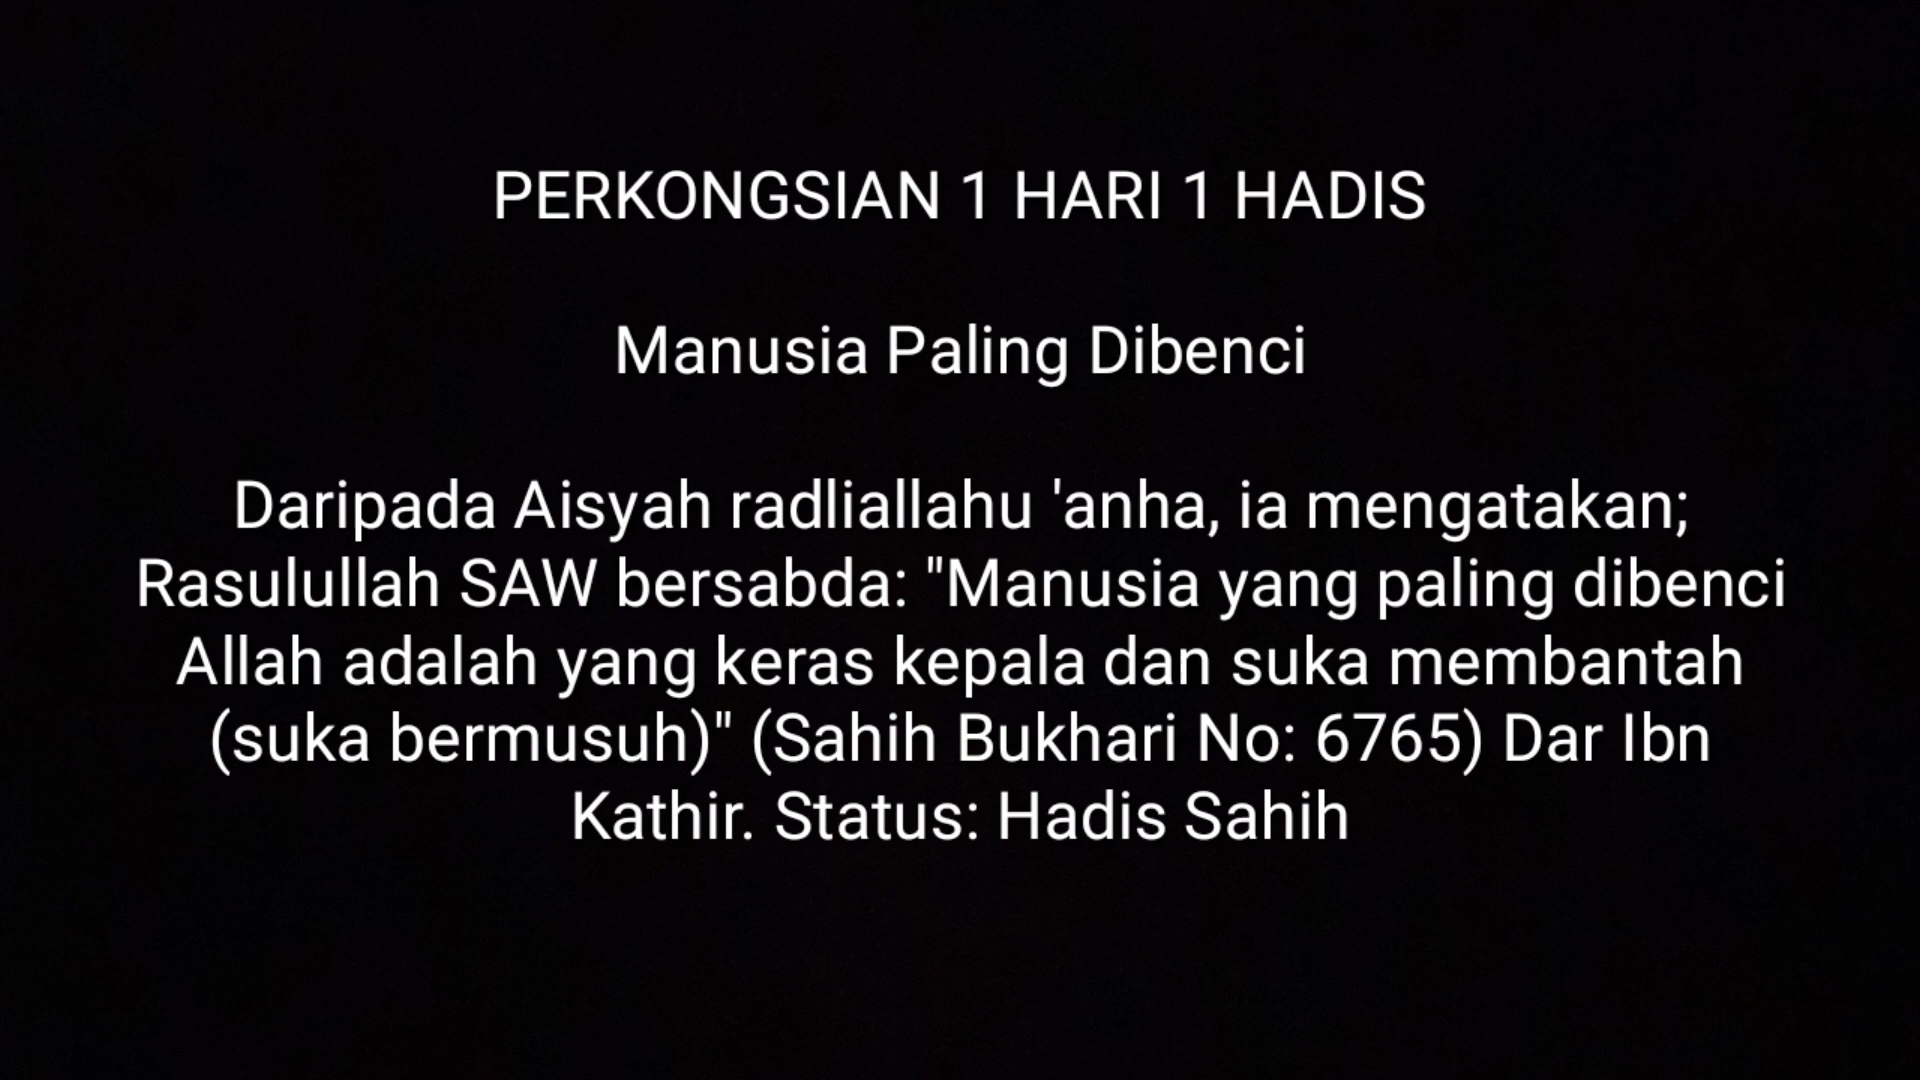 PERKONGSIAN 1 HARI 1 HADIS
Manusia Paling Dibenci
Daripada Aisyah radliallahu 'anha, ia mengatakan;
Rasulullah SAW bersabda: "Manusia yang paling dibenci
Allah adalah yang keras kepala dan suka membantah
(suka bermusuh)" (Sahih Bukhari No: 6765) Dar Ibn
Kathir. Status: Hadis Sahih